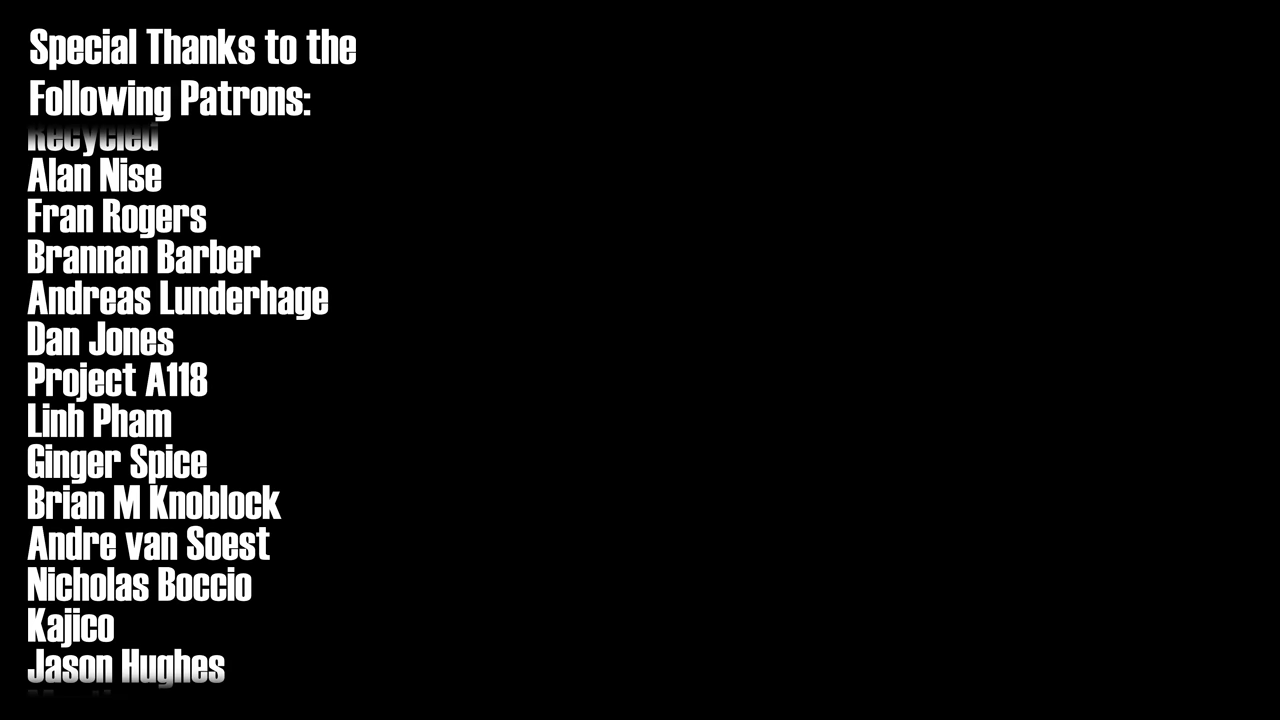 Special Thanks to the
Following Patrons:
Recycled
Alan Nise
Fran Rogers
Brannan Barber
Andreas Lunderhage
Dan Jones
Project A118
Linh Pham
Ginger Spice
Brian M Knoblock
Andre van Soest
Nicholas Boccio
Kajico
Jason Hughes